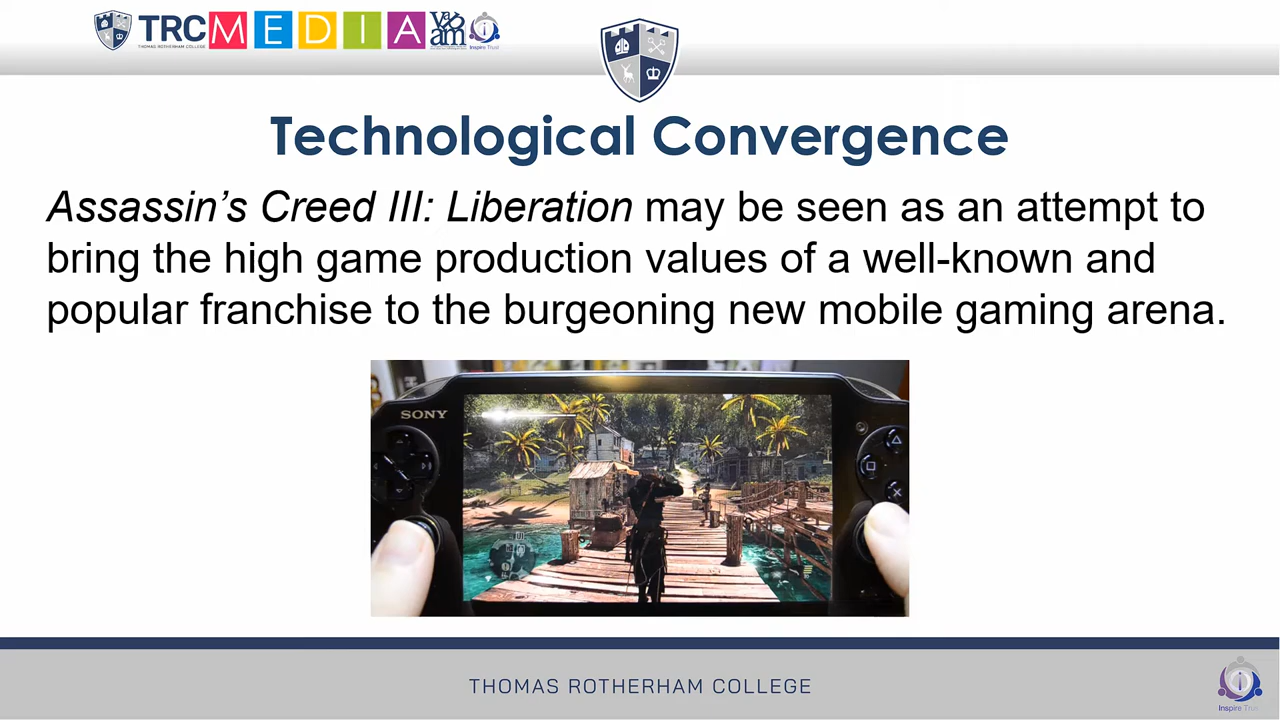 TRCMEDIA
THOMAS ROTHERHAM COLLEGE
Inspire Trust
Technological Convergence
Assassin’s Creed III: Liberation may be seen as an attempt to
bring the high game production values of a well-known and
popular franchise to the burgeoning new mobile gaming arena.
SONY
THOMAS ROTHERHAM COLLEGE
Inspire Trust